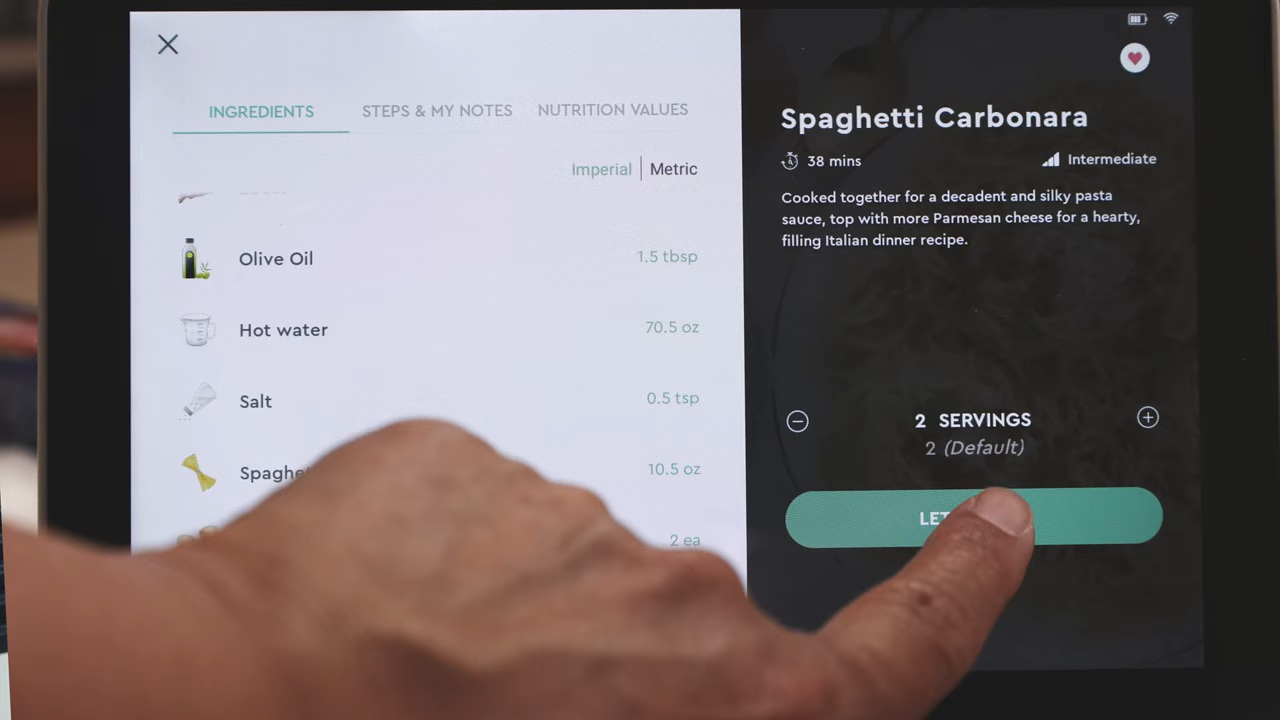 INGREDIENTS STEPS & MY NOTES NUTRITION VALUES
Imperial Metric
Olive Oil 1.5 tbsp
Hot water 70.5 oz
Salt 0.5 tsp
10.5 oz
2 ea
Spaghetti Carbonara
38 mins Intermediate
Cooked together for a decadent and silky pasta
sauce, top with more Parmesan cheese for a hearty,
filling Italian dinner recipe.
2 SERVINGS
2 (Default)